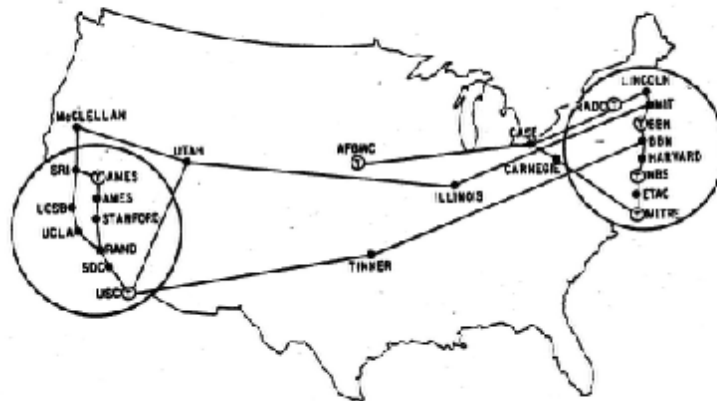 McCLELLAN
UTAH
SRI
AMES
AMES
UCSB
STANFORD
UCLA
RAND
SDC
USC
TINKER
ILLINOIS
AFGWC
CASE
CARNEGIE
RADC
LINCOLN
MIT
BBN
BBN
HARVARD
NBS
ETAC
MITRE